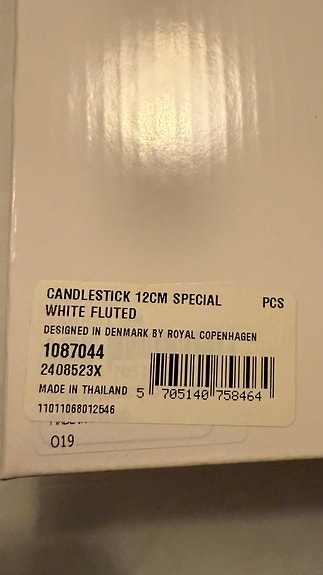 CANDLESTICK 12CM SPECIAL PCS
WHITE FLUTED
DESIGNED IN DENMARK BY ROYAL COPENHAGEN
1087044
2408523X
MADE IN THAILAND
5 705140 758464
11011068012546
019